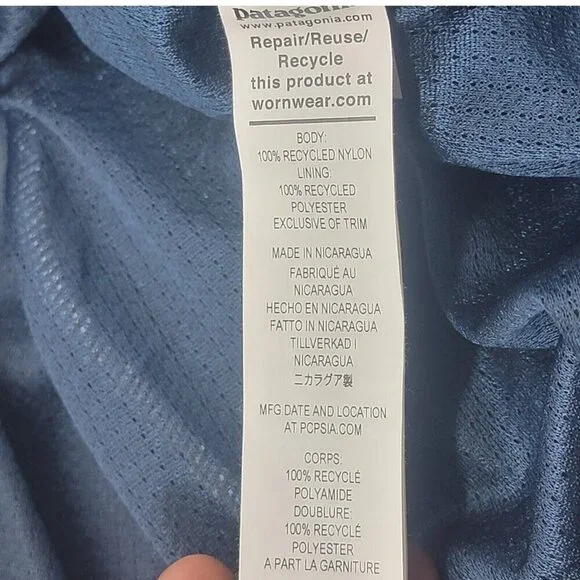 Patagonia
www.patagonia.com
Repair/Reuse/
Recycle
this product at
wornwear.com
BODY:
100% RECYCLED NYLON
LINING:
100% RECYCLED
POLYESTER
EXCLUSIVE OF TRIM
MADE IN NICARAGUA
FABRIQUÉ AU
NICARAGUA
HECHO EN NICARAGUA
FATTO IN NICARAGUA
TILLVERKAD I
NICARAGUA
ニカラグア製
MFG DATE AND LOCATION
AT PCPSIA.COM
CORPS:
100% RECYCLÉ
POLYAMIDE
DOUBLURE:
100% RECYCLÉ
POLYESTER
A PART LA GARNITURE